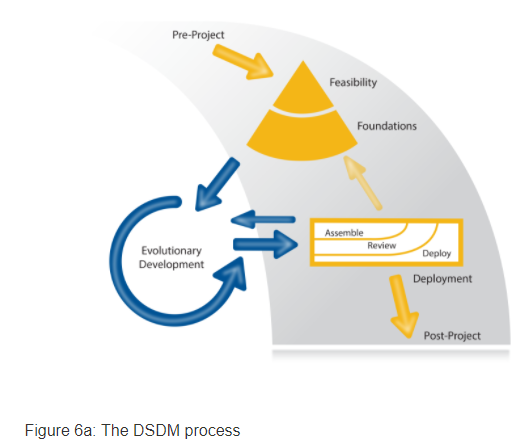 Pre-Project
Feasibility
Foundations
Assemble
Review
Deploy
Evolutionary
Development
Deployment
Post-Project
Figure 6a: The DSDM process